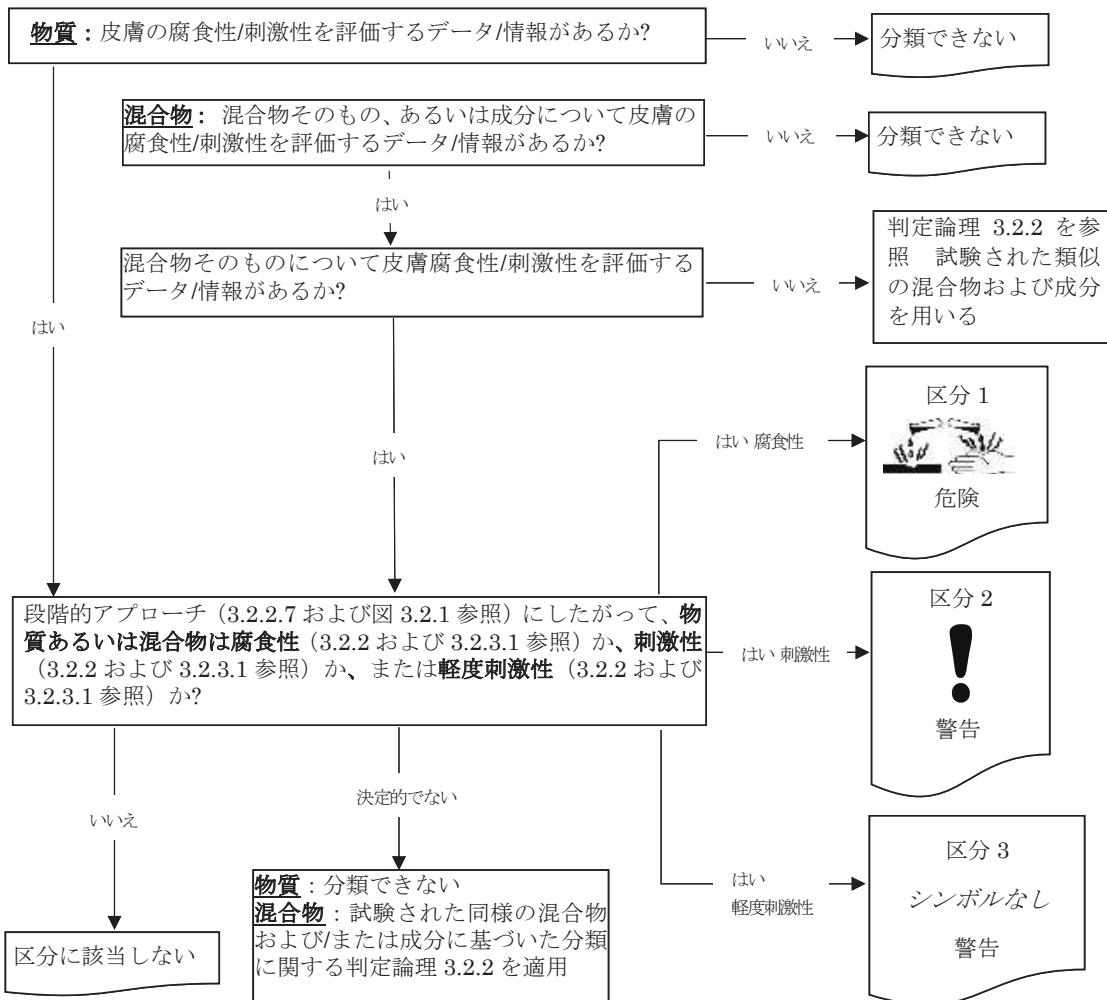 物質：皮膚の腐食性/刺激性を評価するデータ/情報があるか?
いいえ
分類できない
混合物： 混合物そのもの、あるいは成分について皮膚の
腐食性/刺激性を評価するデータ/情報があるか?
いいえ
分類できない
はい
混合物そのものについて皮膚腐食性/刺激性を評価する
データ/情報があるか?
いいえ
判定論理 3.2.2 を参
照 試験された類似
の混合物および成分
を用いる
はい
はい
はい 腐食性
区分 1
危険
段階的アプローチ（3.2.2.7 および図 3.2.1 参照）にしたがって、物
質あるいは混合物は腐食性（3.2.2 および 3.2.3.1 参照）か、刺激性
（3.2.2 および 3.2.3.1 参照）か、または軽度刺激性（3.2.2 および
3.2.3.1 参照）か?
はい 刺激性
区分 2
警告
いいえ
決定的でない
はい
軽度刺激性
区分 3
シンボルなし
警告
区分に該当しない
物質：分類できない
混合物：試験された同様の混合物
および/または成分に基づいた分類
に関する判定論理 3.2.2 を適用